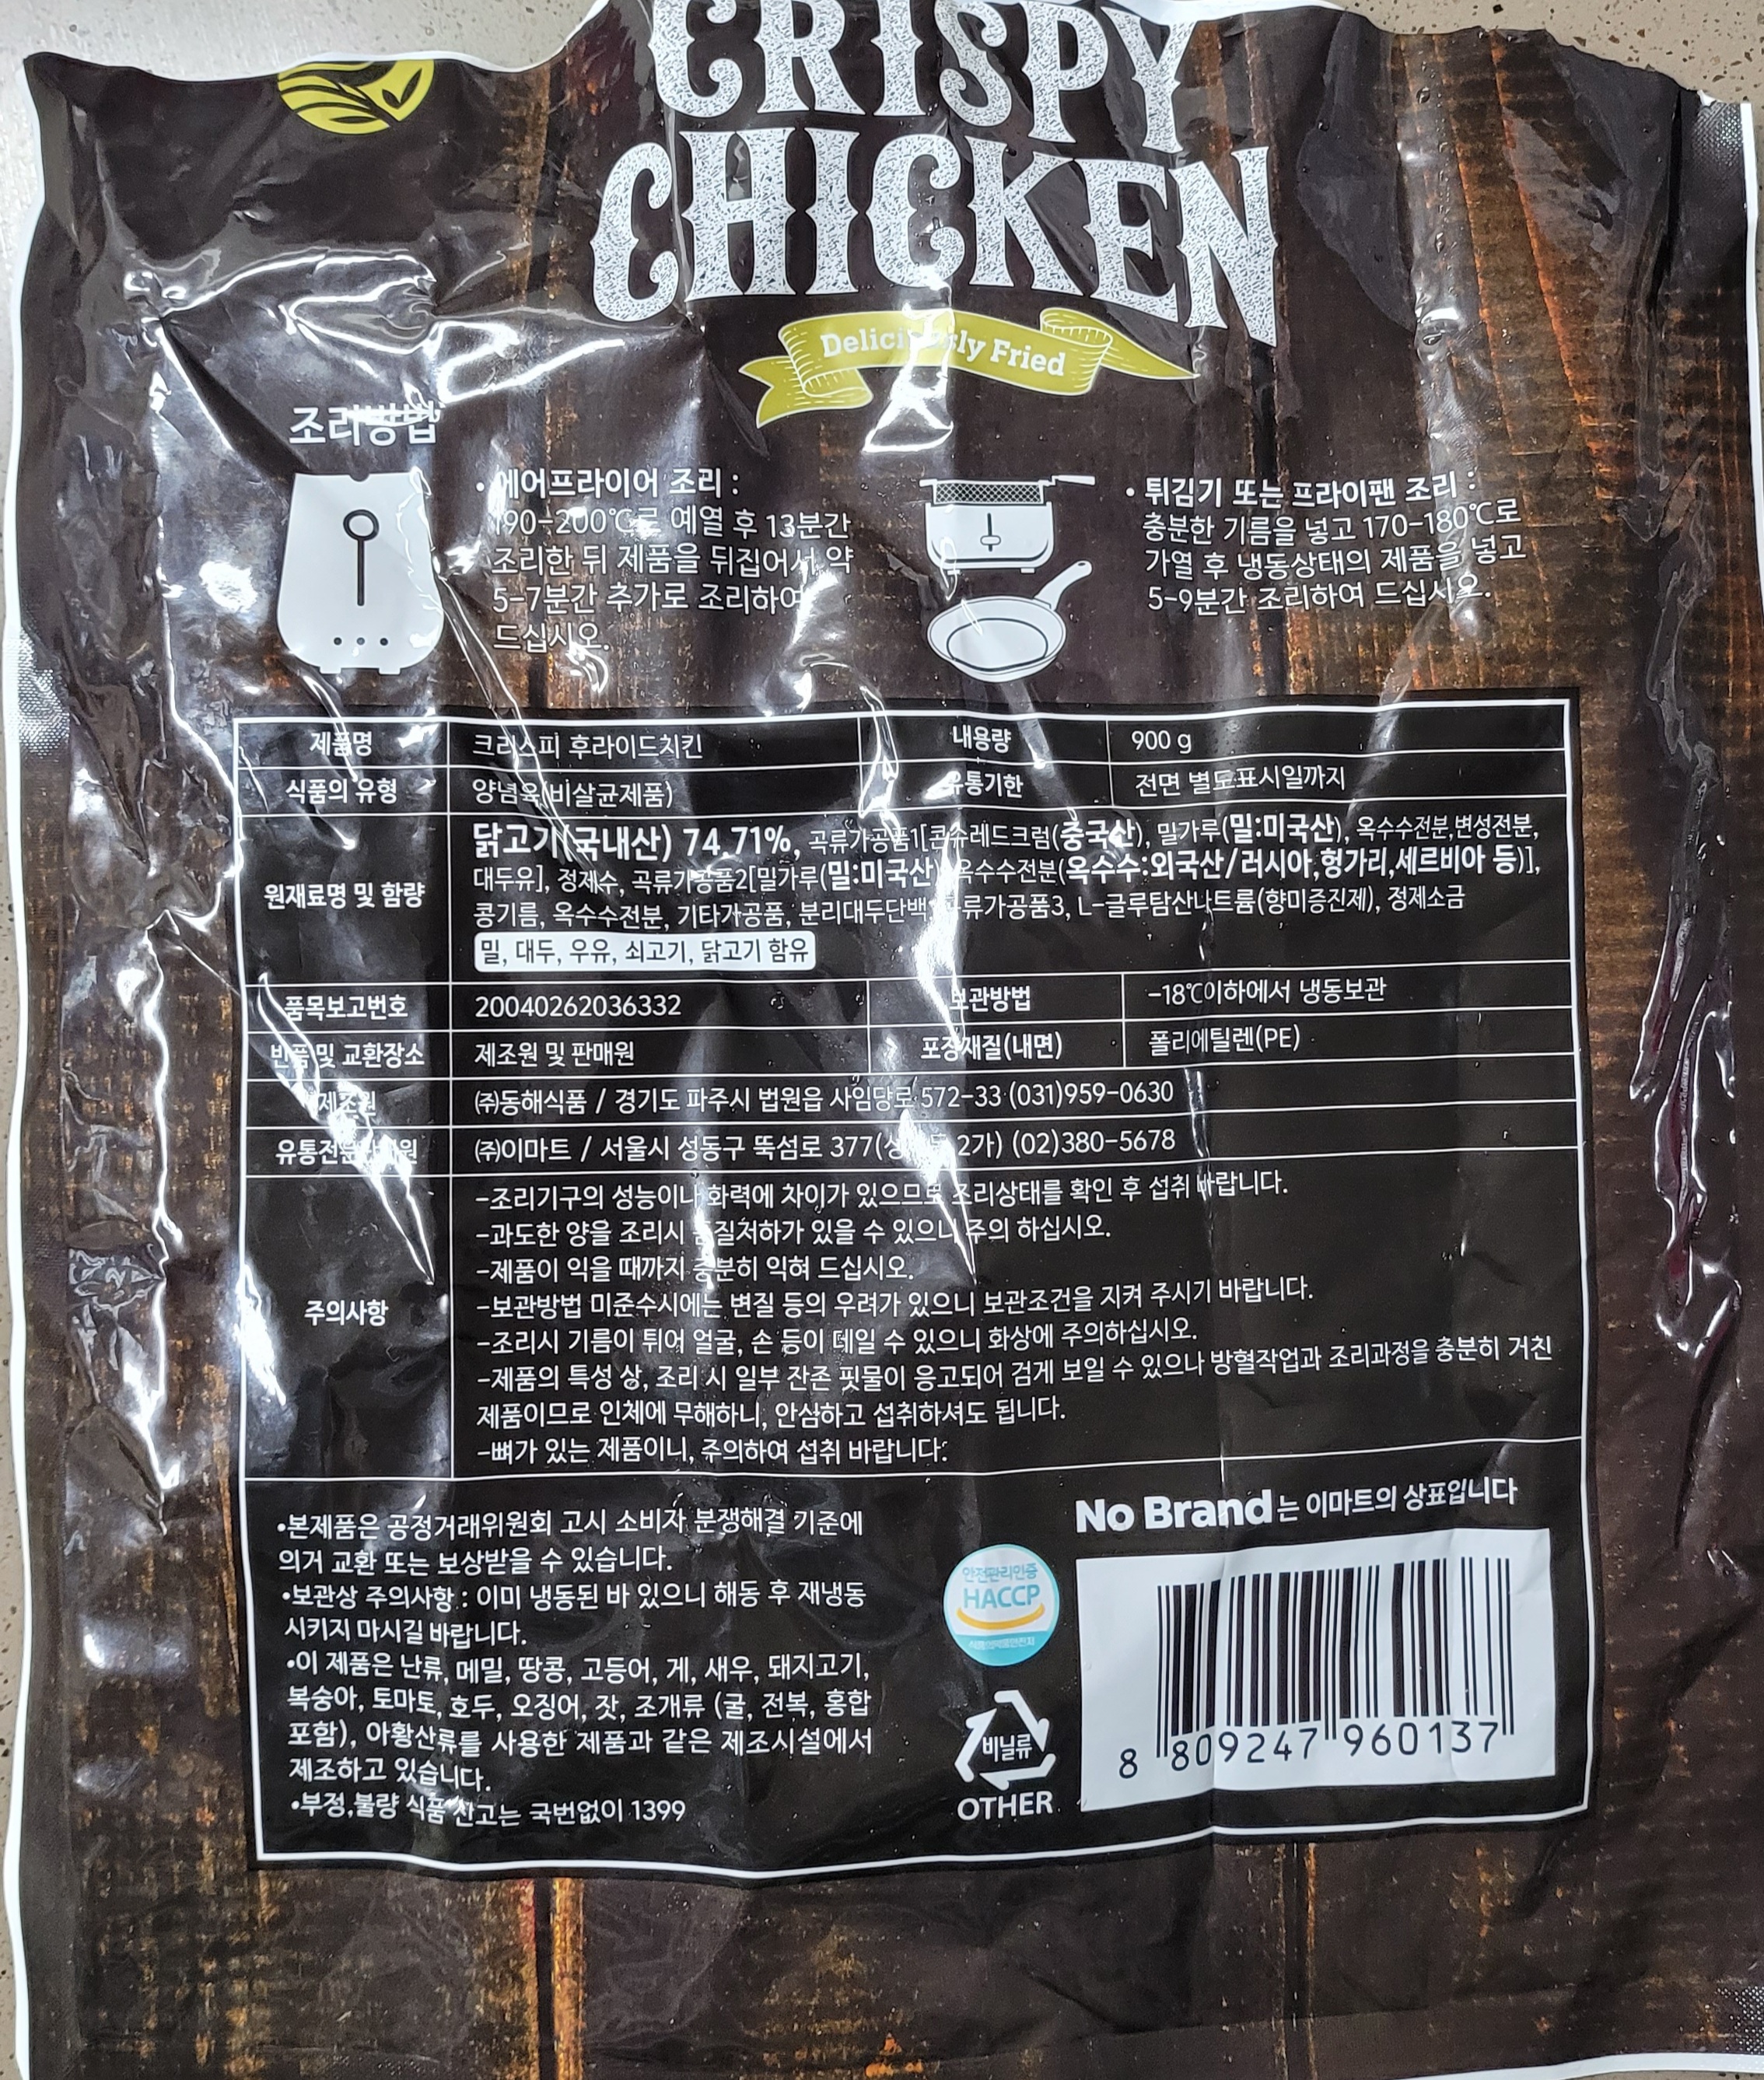 CRISPY
CHICKEN
Fried
조리방법
• 에어프라이어 조리 :
190-200℃로 예열 후 13분간
조리한 뒤 제품을 뒤집어서 약
5-7분간 추가로 조리하여
드십시오.
• 튀김기 또는 프라이팬 조리 :
충분한 기름을 넣고 170-180℃로
가열 후 냉동상태의 제품을 넣고
5-9분간 조리하여 드십시오.
제품명 크리스피 후라이드치킨 내용량 900 g
식품의 유형 양념육(비살균제품) 유통기한 전면 별도표시일까지
원재료명 및 함량
닭고기(국내산) 74.71%, 곡류가공품1[콘슈레드크럼(중국산), 밀가루(밀:미국산), 옥수수전분,변성전분,
대두유], 정제수, 곡류가공품2[밀가루(밀:미국산), 옥수수전분(옥수수:외국산/러시아,헝가리,세르비아 등)],
콩기름, 옥수수전분, 기타가공품, 분리대두단백, 곡류가공품3, L-글루탐산나트륨(향미증진제), 정제소금
밀, 대두, 우유, 쇠고기, 닭고기 함유
품목보고번호 20040262036332 보관방법 -18℃이하에서 냉동보관
반품 및 교환장소 제조원 및 판매원 포장재질(내면) 폴리에틸렌(PE)
제조원 ㈜동해식품 / 경기도 파주시 법원읍 사임당로 572-33 (031)959-0630
㈜이마트 / 서울시 성동구 뚝섬로 377( 2가) (02)380-5678
주의사항
-조리기구의 성능이나 화력에 차이가 있으므로 조리상태를 확인 후 섭취 바랍니다.
-과도한 양을 조리시 품질저하가 있을 수 있으니 주의 하십시오.
-제품이 익을 때까지 충분히 익혀 드십시오.
-보관방법 미준수시에는 변질 등의 우려가 있으니 보관조건을 지켜 주시기 바랍니다.
-조리시 기름이 튀어 얼굴, 손 등이 데일 수 있으니 화상에 주의하십시오.
-제품의 특성 상, 조리 시 일부 잔존 핏물이 응고되어 검게 보일 수 있으나 방혈작업과 조리과정을 충분히 거친
제품이므로 인체에 무해하니, 안심하고 섭취하셔도 됩니다.
-뼈가 있는 제품이니, 주의하여 섭취 바랍니다.
•본제품은 공정거래위원회 고시 소비자 분쟁해결 기준에
의거 교환 또는 보상받을 수 있습니다.
•보관상 주의사항 : 이미 냉동된 바 있으니 해동 후 재냉동
시키지 마시길 바랍니다.
•이 제품은 난류, 메밀, 땅콩, 고등어, 게, 새우, 돼지고기,
복숭아, 토마토, 호두, 오징어, 잣, 조개류 (굴, 전복, 홍합
포함), 아황산류를 사용한 제품과 같은 제조시설에서
제조하고 있습니다.
•부정,불량 식품 신고는 국번없이 1399
No Brand는 이마트의 상표입니다
안전관리인증
HACCP
비닐류
OTHER
8 809247 960137